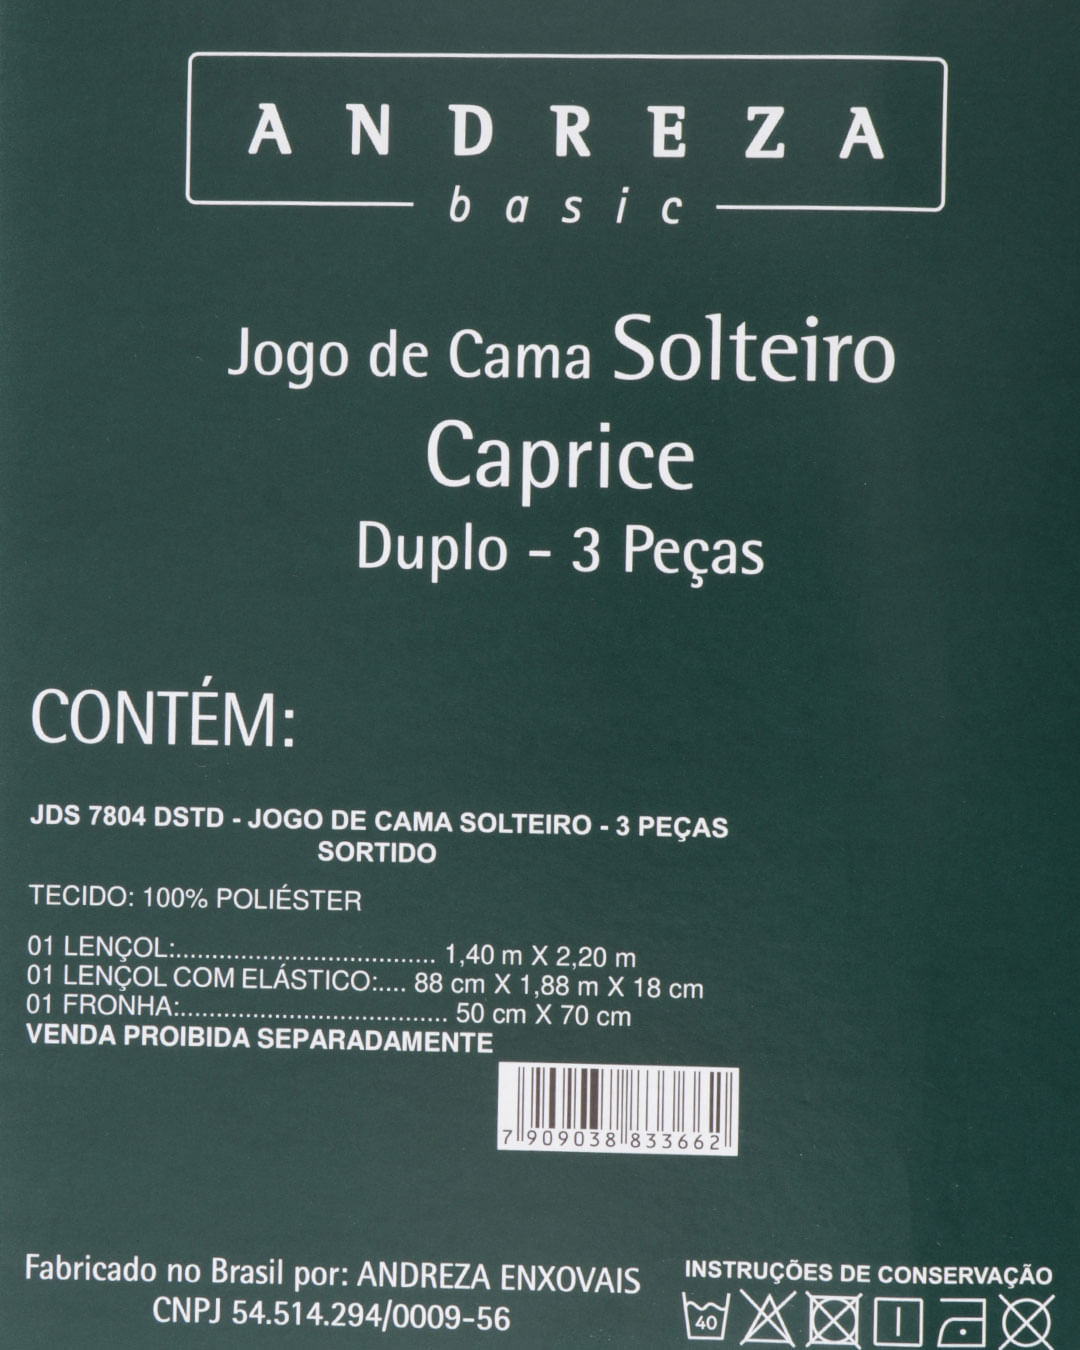 ANDREZA
basic
Jogo de Cama Solteiro
Caprice
Duplo - 3 Peças
CONTÉM:
JDS 7804 DSTD - JOGO DE CAMA SOLTEIRO - 3 PEÇAS
SORTIDO
TECIDO: 100% POLIÉSTER
01 LENÇOL:.................................... 1,40 m X 2,20 m
01 LENÇOL COM ELÁSTICO:.... 88 cm X 1,88 m X 18 cm
01 FRONHA:..................................... 50 cm X 70 cm
VENDA PROIBIDA SEPARADAMENTE
7 909038 833662
Fabricado no Brasil por: ANDREZA ENXOVAIS
CNPJ 54.514.294/0009-56
INSTRUÇÕES DE CONSERVAÇÃO
40